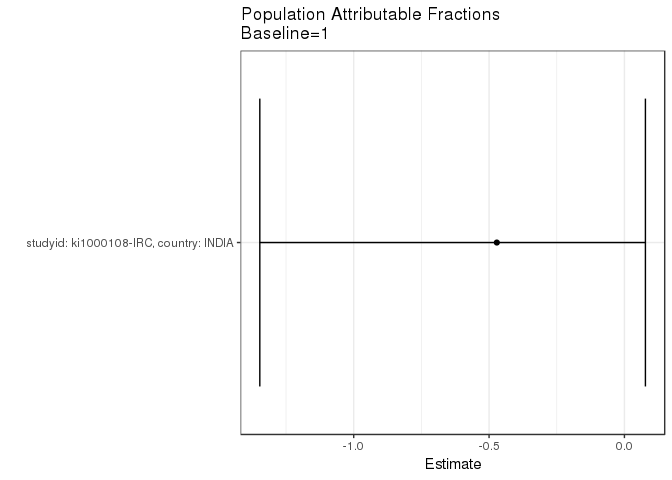 Population Attributable Fractions
Baseline=1
studyid: ki1000108-IRC, country: INDIA
-1.0
-0.5
0.0
Estimate